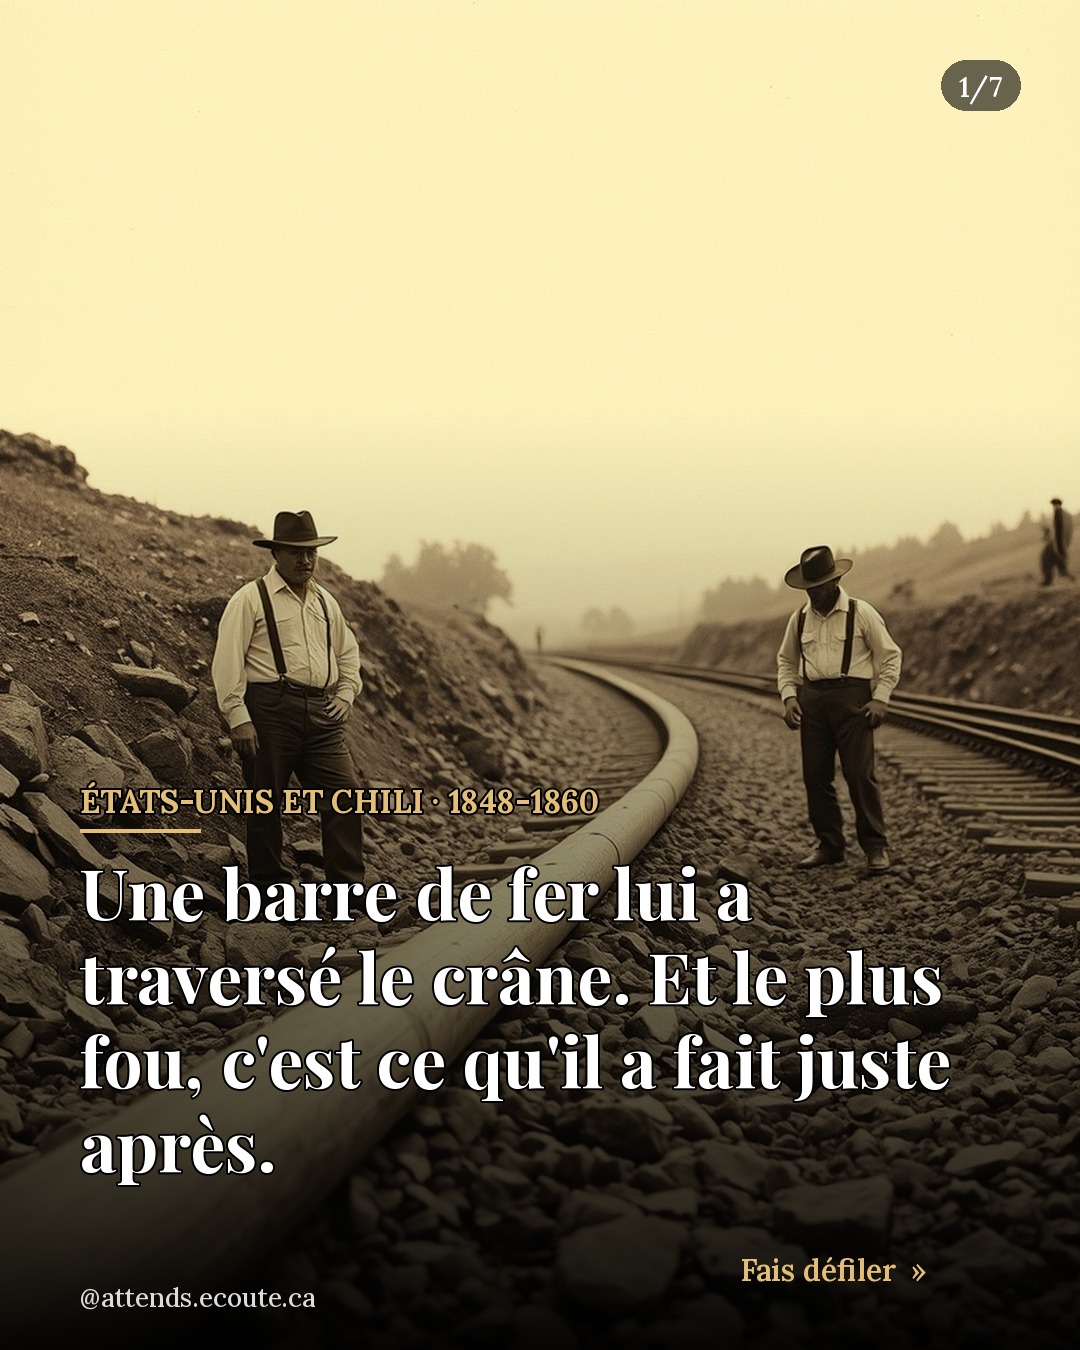 1/7
ÉTATS-UNIS ET CHILI · 1848-1860
Une barre de fer lui a
traversé le crâne. Et le plus
fou, c'est ce qu'il a fait juste
après.
Fais défiler »
@attends.ecoute.ca